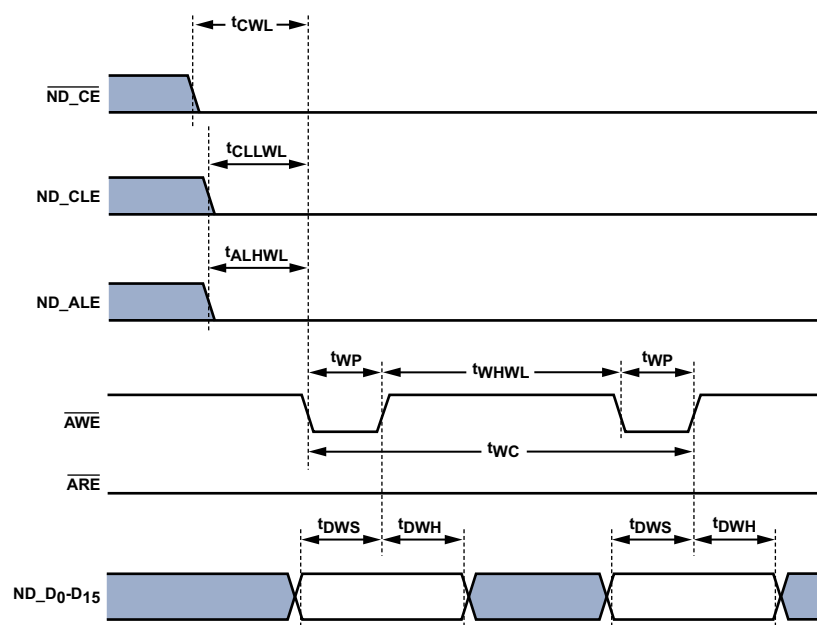 tCWL
ND_CE
tCLLWL
ND_CLE
tALHWL
ND_ALE
tWP tWHWL tWP
AWE
tWC
ARE
tDWS tDWH tDWS tDWH
ND_D0-D15